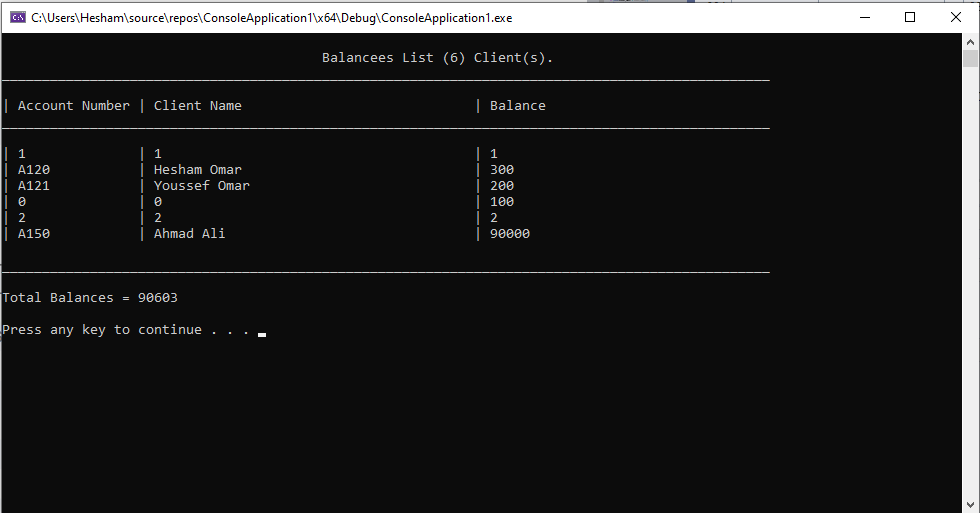 C:\Users\Hesham\source\repos\ConsoleApplication1\x64\Debug\ConsoleApplication1.exe
Balancees List (6) Client(s).
| Account Number | Client Name | Balance
| 1 | 1 | 1
| A120 | Hesham Omar | 300
| A121 | Youssef Omar | 200
| 0 | 0 | 100
| 2 | 2 | 2
| A150 | Ahmad Ali | 90000
Total Balances = 90603
Press any key to continue . . .